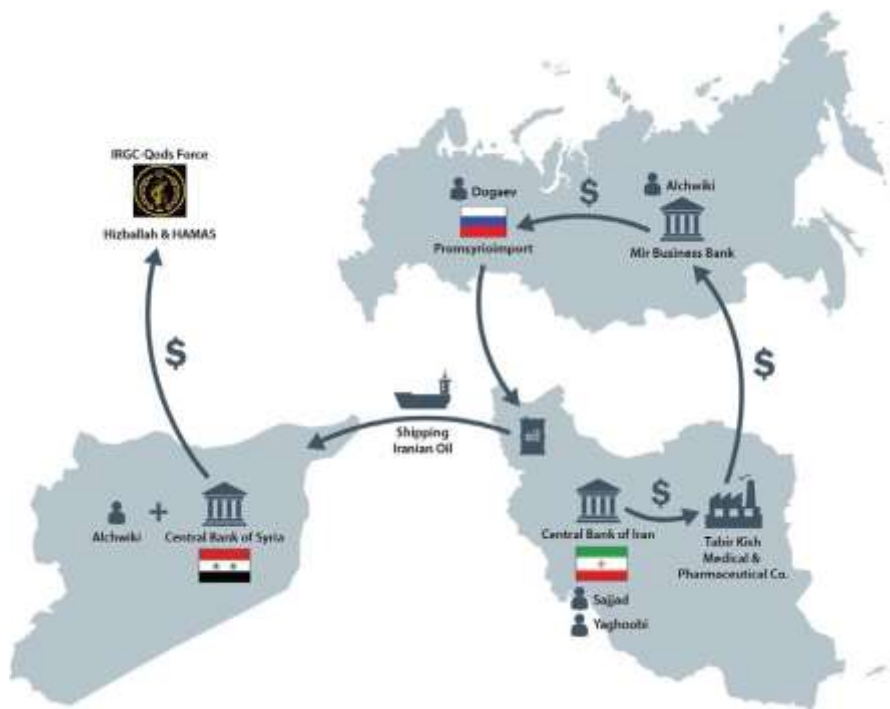 IRGC-Qods Force
Hizballah & HAMAS
$
Dugaev
Promsyrioimport
$
Alchwiki
Mir Business Bank
$
Shipping
Iranian Oil
oil
Alchwiki
+
Central Bank of Syria
Central Bank of Iran
Sajjad
Yaghoobi
$
Tabir Kish
Medical &
Pharmaceutical Co.